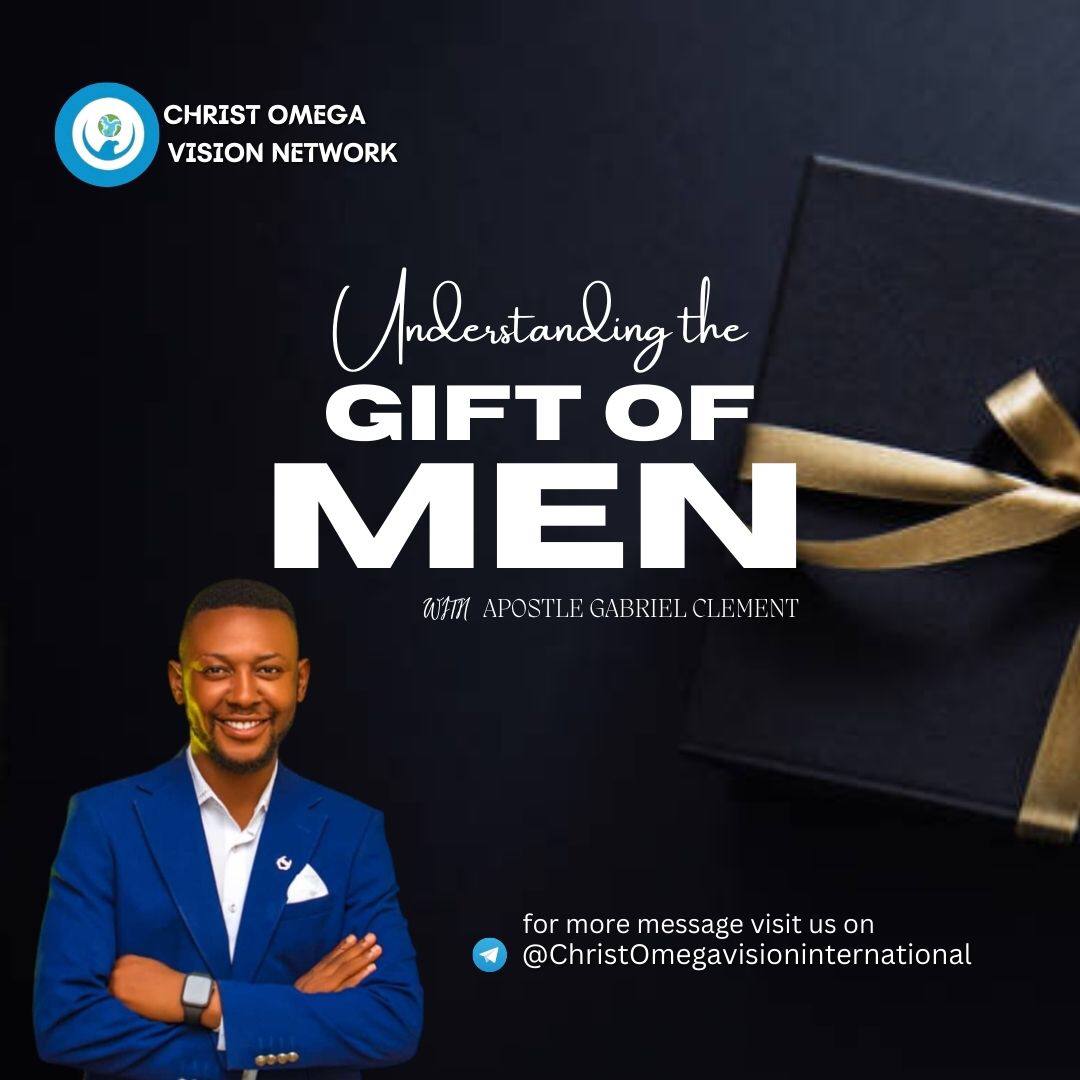 CHRIST OMEGA
VISION NETWORK
Understanding the
GIFT OF
MEN
WITH APOSTLE GABRIEL CLEMENT
for more message visit us on
@ChristOmegavisioninternational